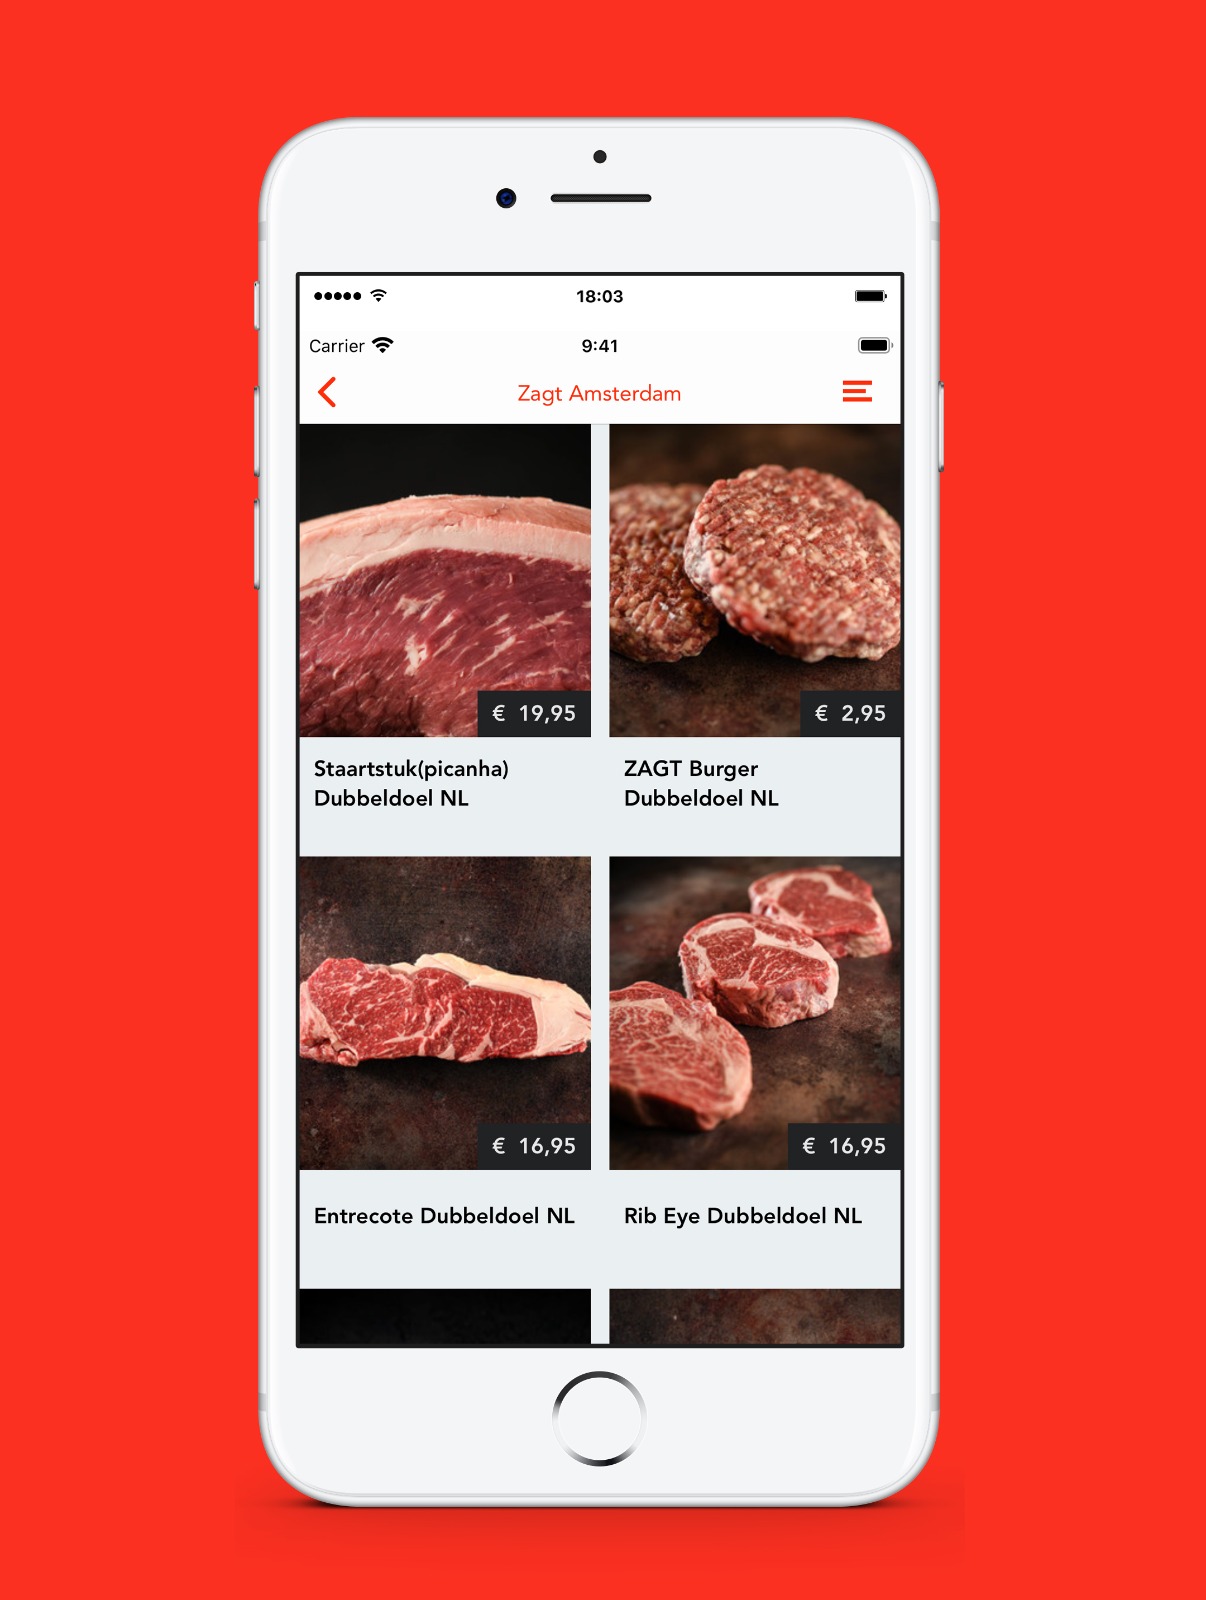 18:03
Carrier 9:41
Zagt Amsterdam
€ 19,95
€ 2,95
Staartstuk(picanha)
Dubbeldoel NL
ZAGT Burger
Dubbeldoel NL
€ 16,95
€ 16,95
Entrecote Dubbeldoel NL
Rib Eye Dubbeldoel NL